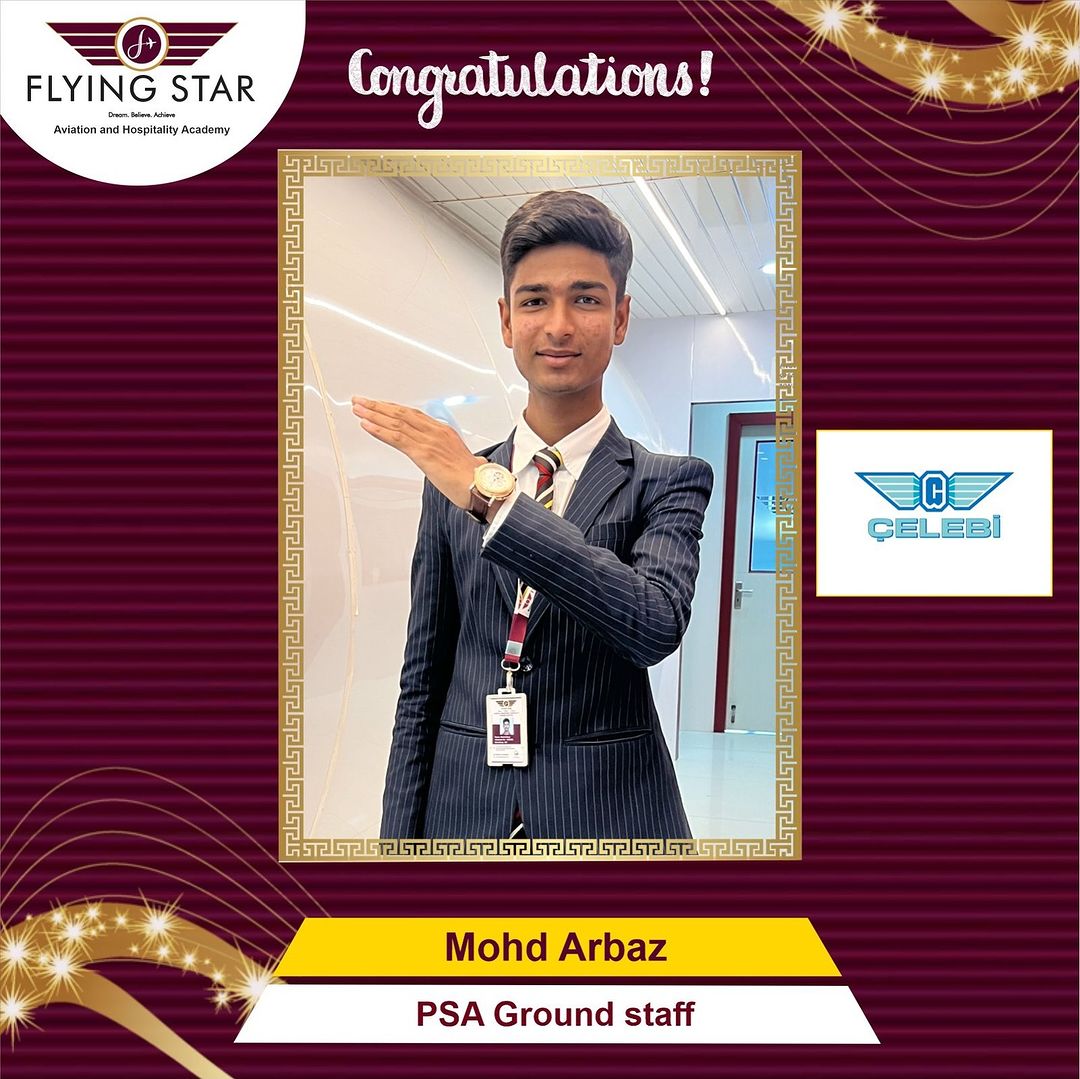 FLYING STAR
Dream. Believe. Achieve
Aviation and Hospitality Academy
Congratulations!
ÇELEBİ
Mohd Arbaz
PSA Ground staff